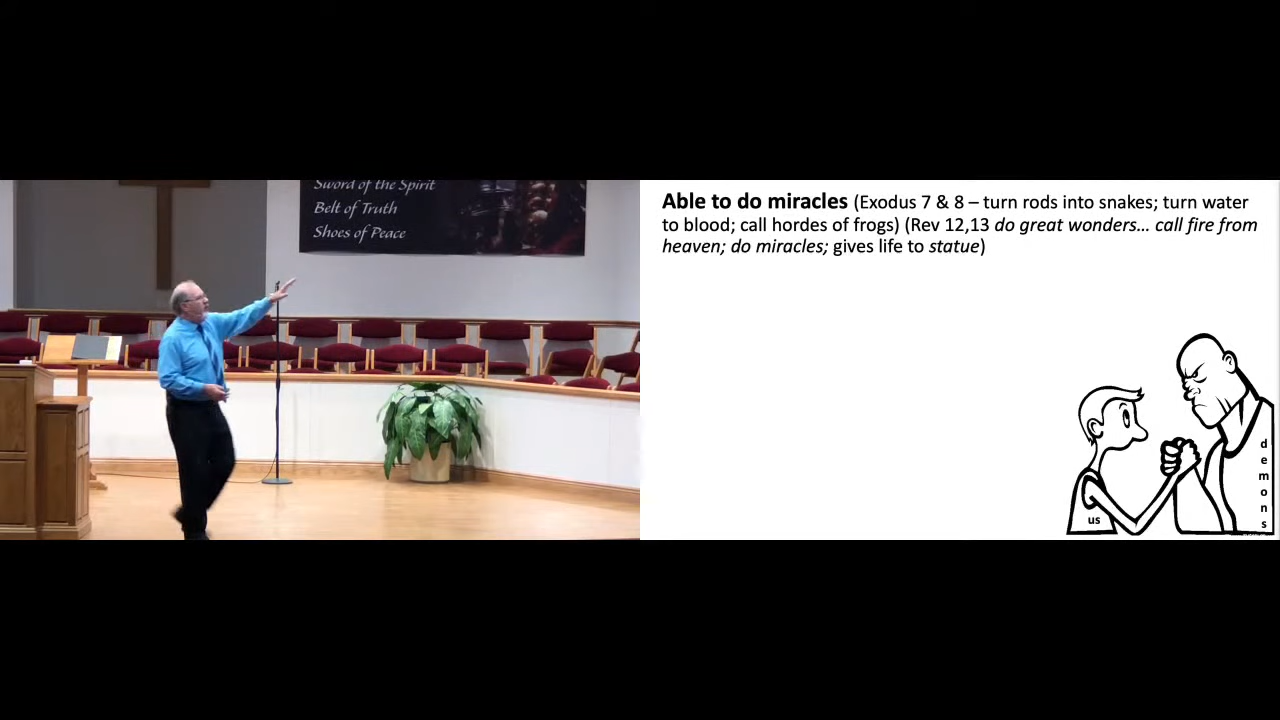 Sword of the Spirit
Belt of Truth
Shoes of Peace
Able to do miracles (Exodus 7 & 8 – turn rods into snakes; turn water
to blood; call hordes of frogs) (Rev 12,13 do great wonders... call fire from
heaven; do miracles; gives life to statue)
us
demons